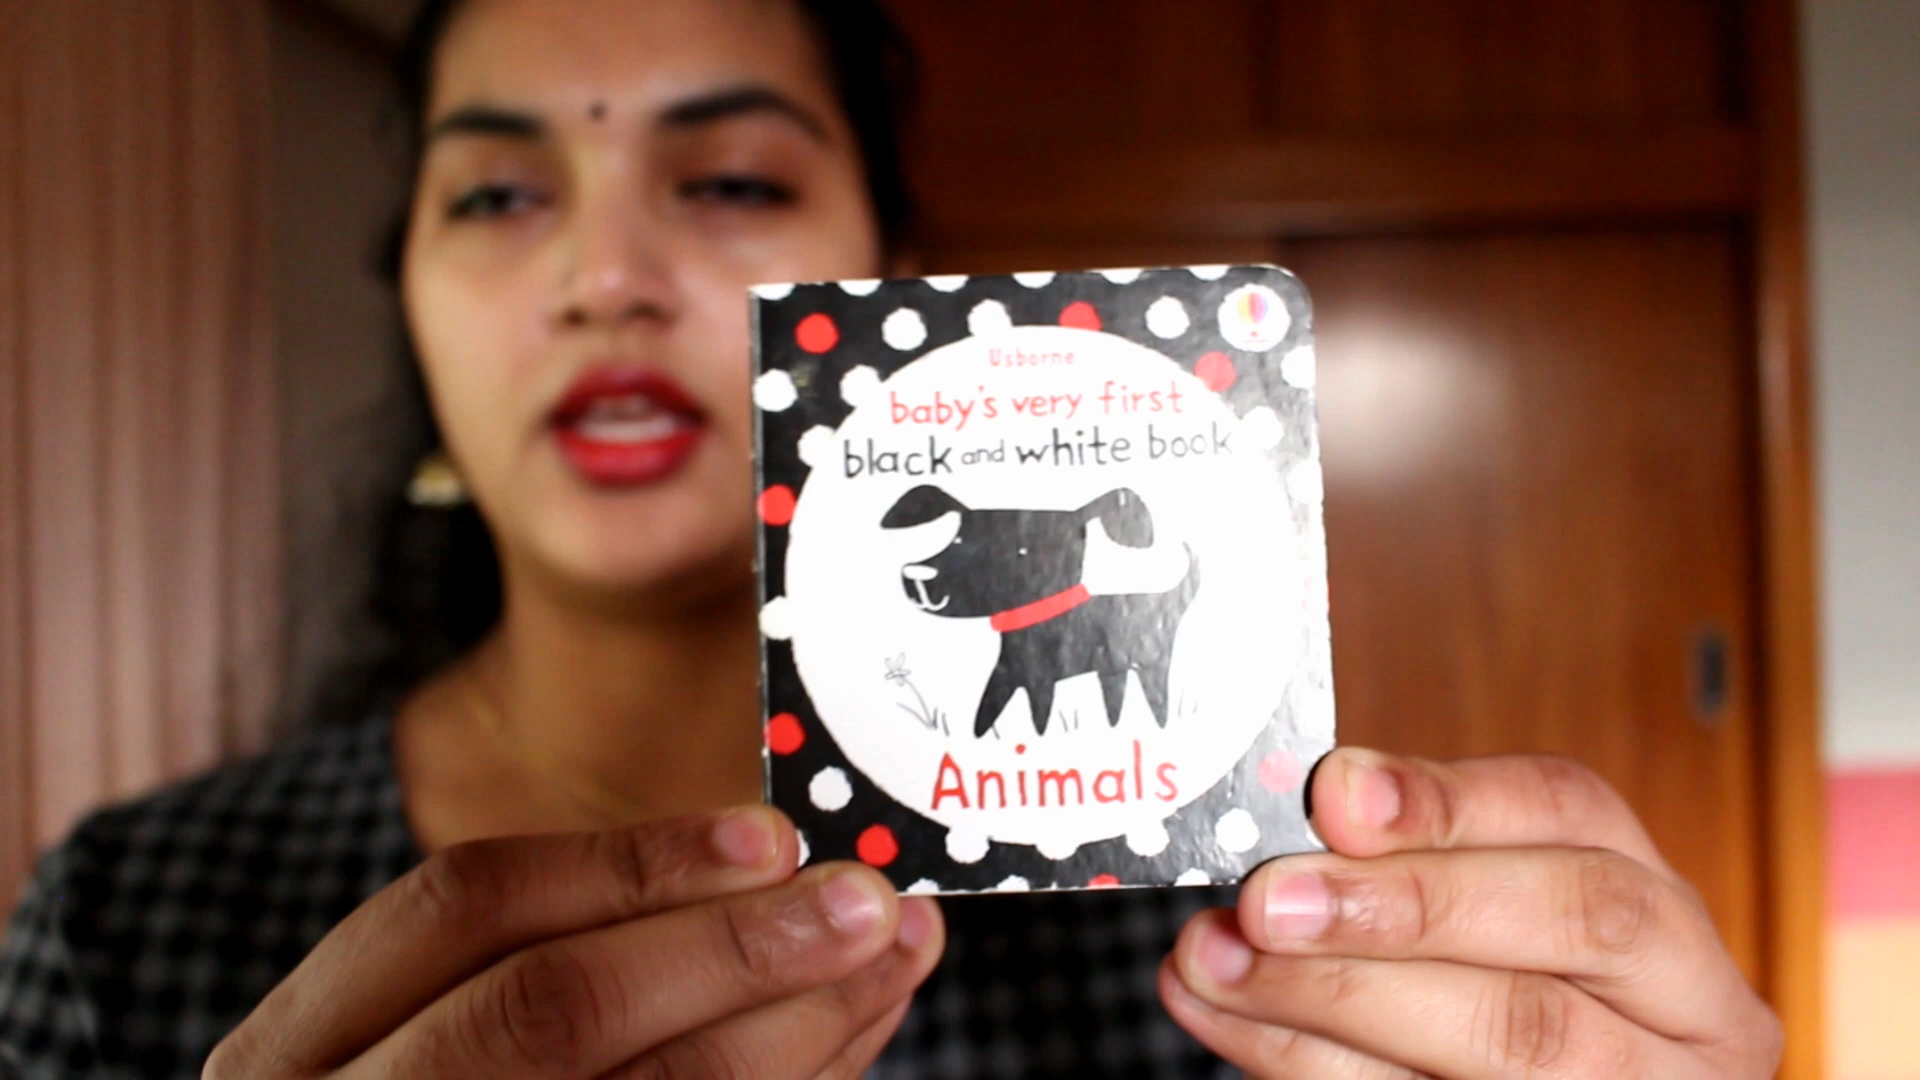 Usborne
baby's very first
black and white book
Animals